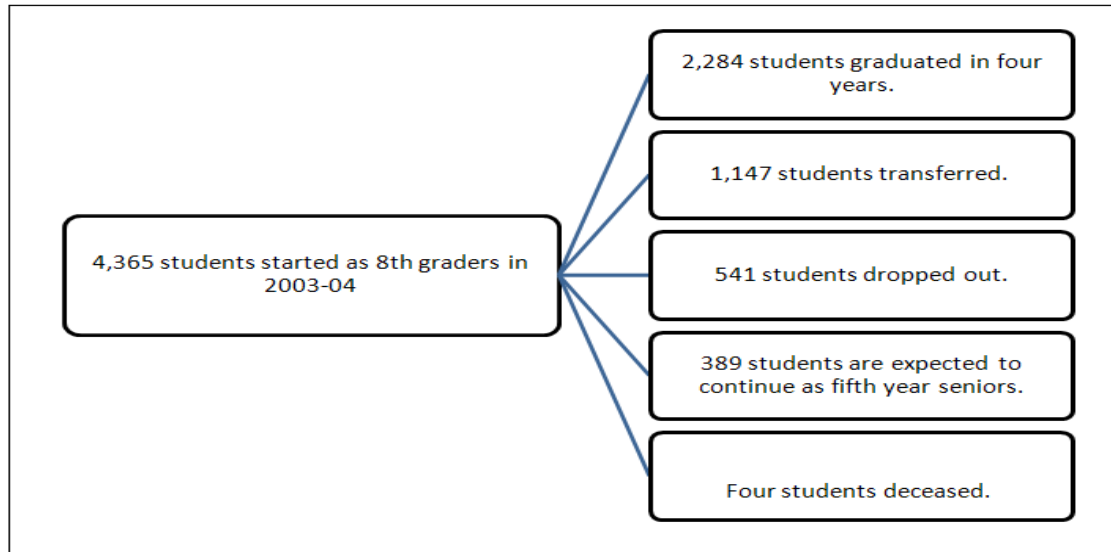 2,284 students graduated in four
years.
1,147 students transferred.
4,365 students started as 8th graders in
2003-04
541 students dropped out.
389 students are expected to
continue as fifth year seniors.
Four students deceased.